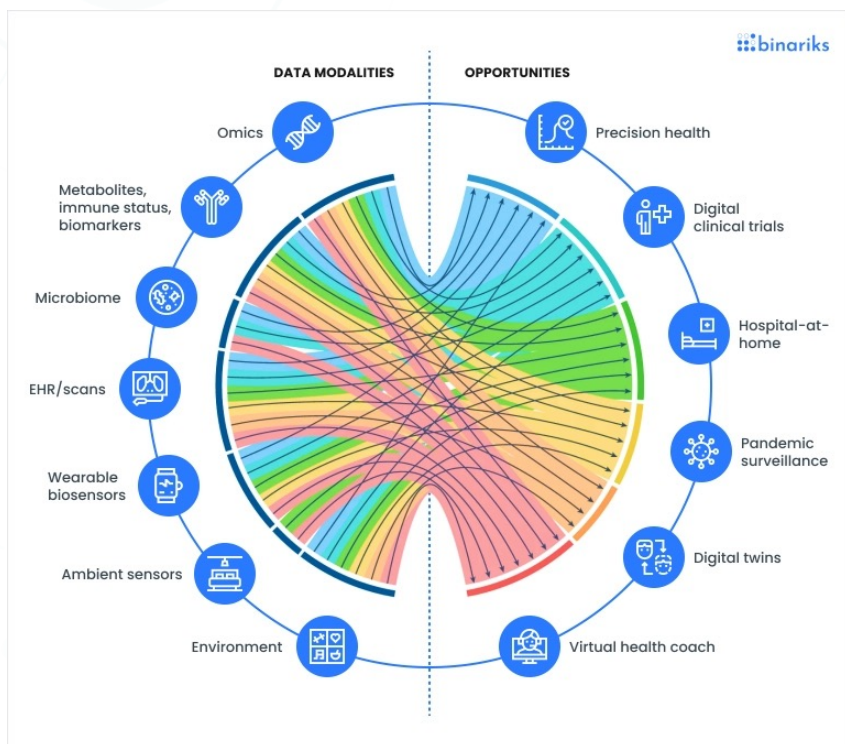 binariks
DATA MODALITIES
OPPORTUNITIES
Omics
Metabolites,
immune status,
biomarkers
Microbiome
EHR/scans
Wearable
biosensors
Ambient sensors
Environment
Precision health
Digital
clinical trials
Hospital-at-
home
Pandemic
surveillance
Digital twins
Virtual health coach